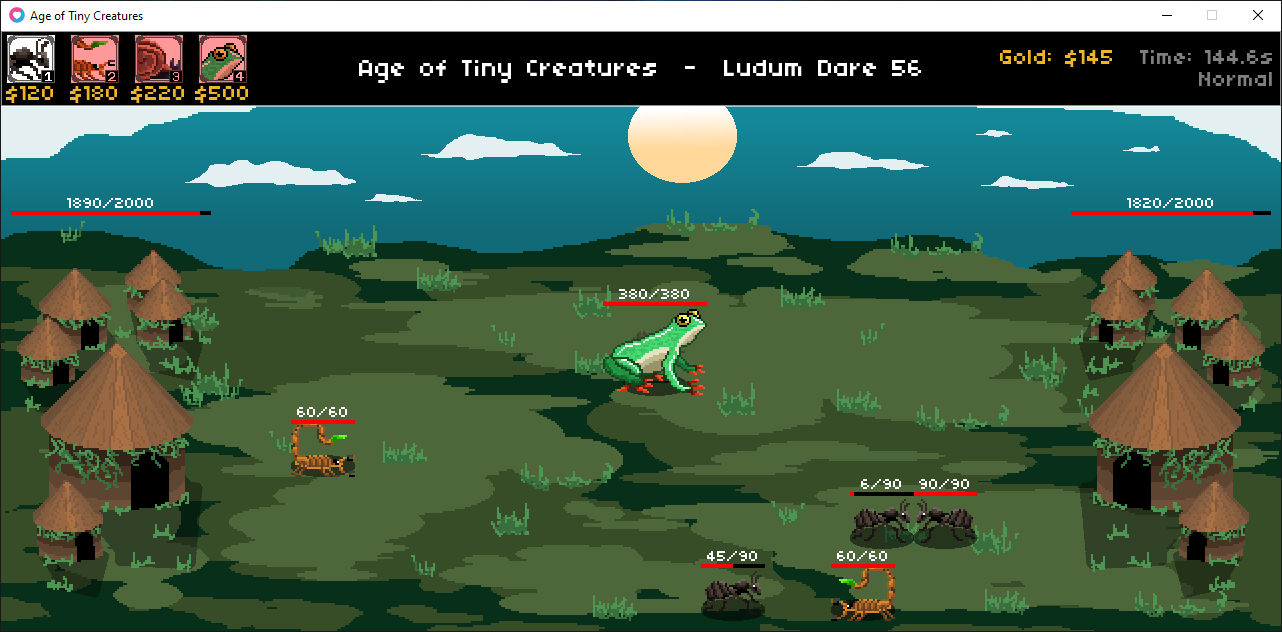 Age of Tiny Creatures
1 2 3 4
$120 $180 $220 $500
Age of Tiny Creatures - Ludum Dare 56
Gold: $145 Time: 144.6s
Normal
1890/2000
1820/2000
380/380
60/60
6/90 90/90
45/90
60/60